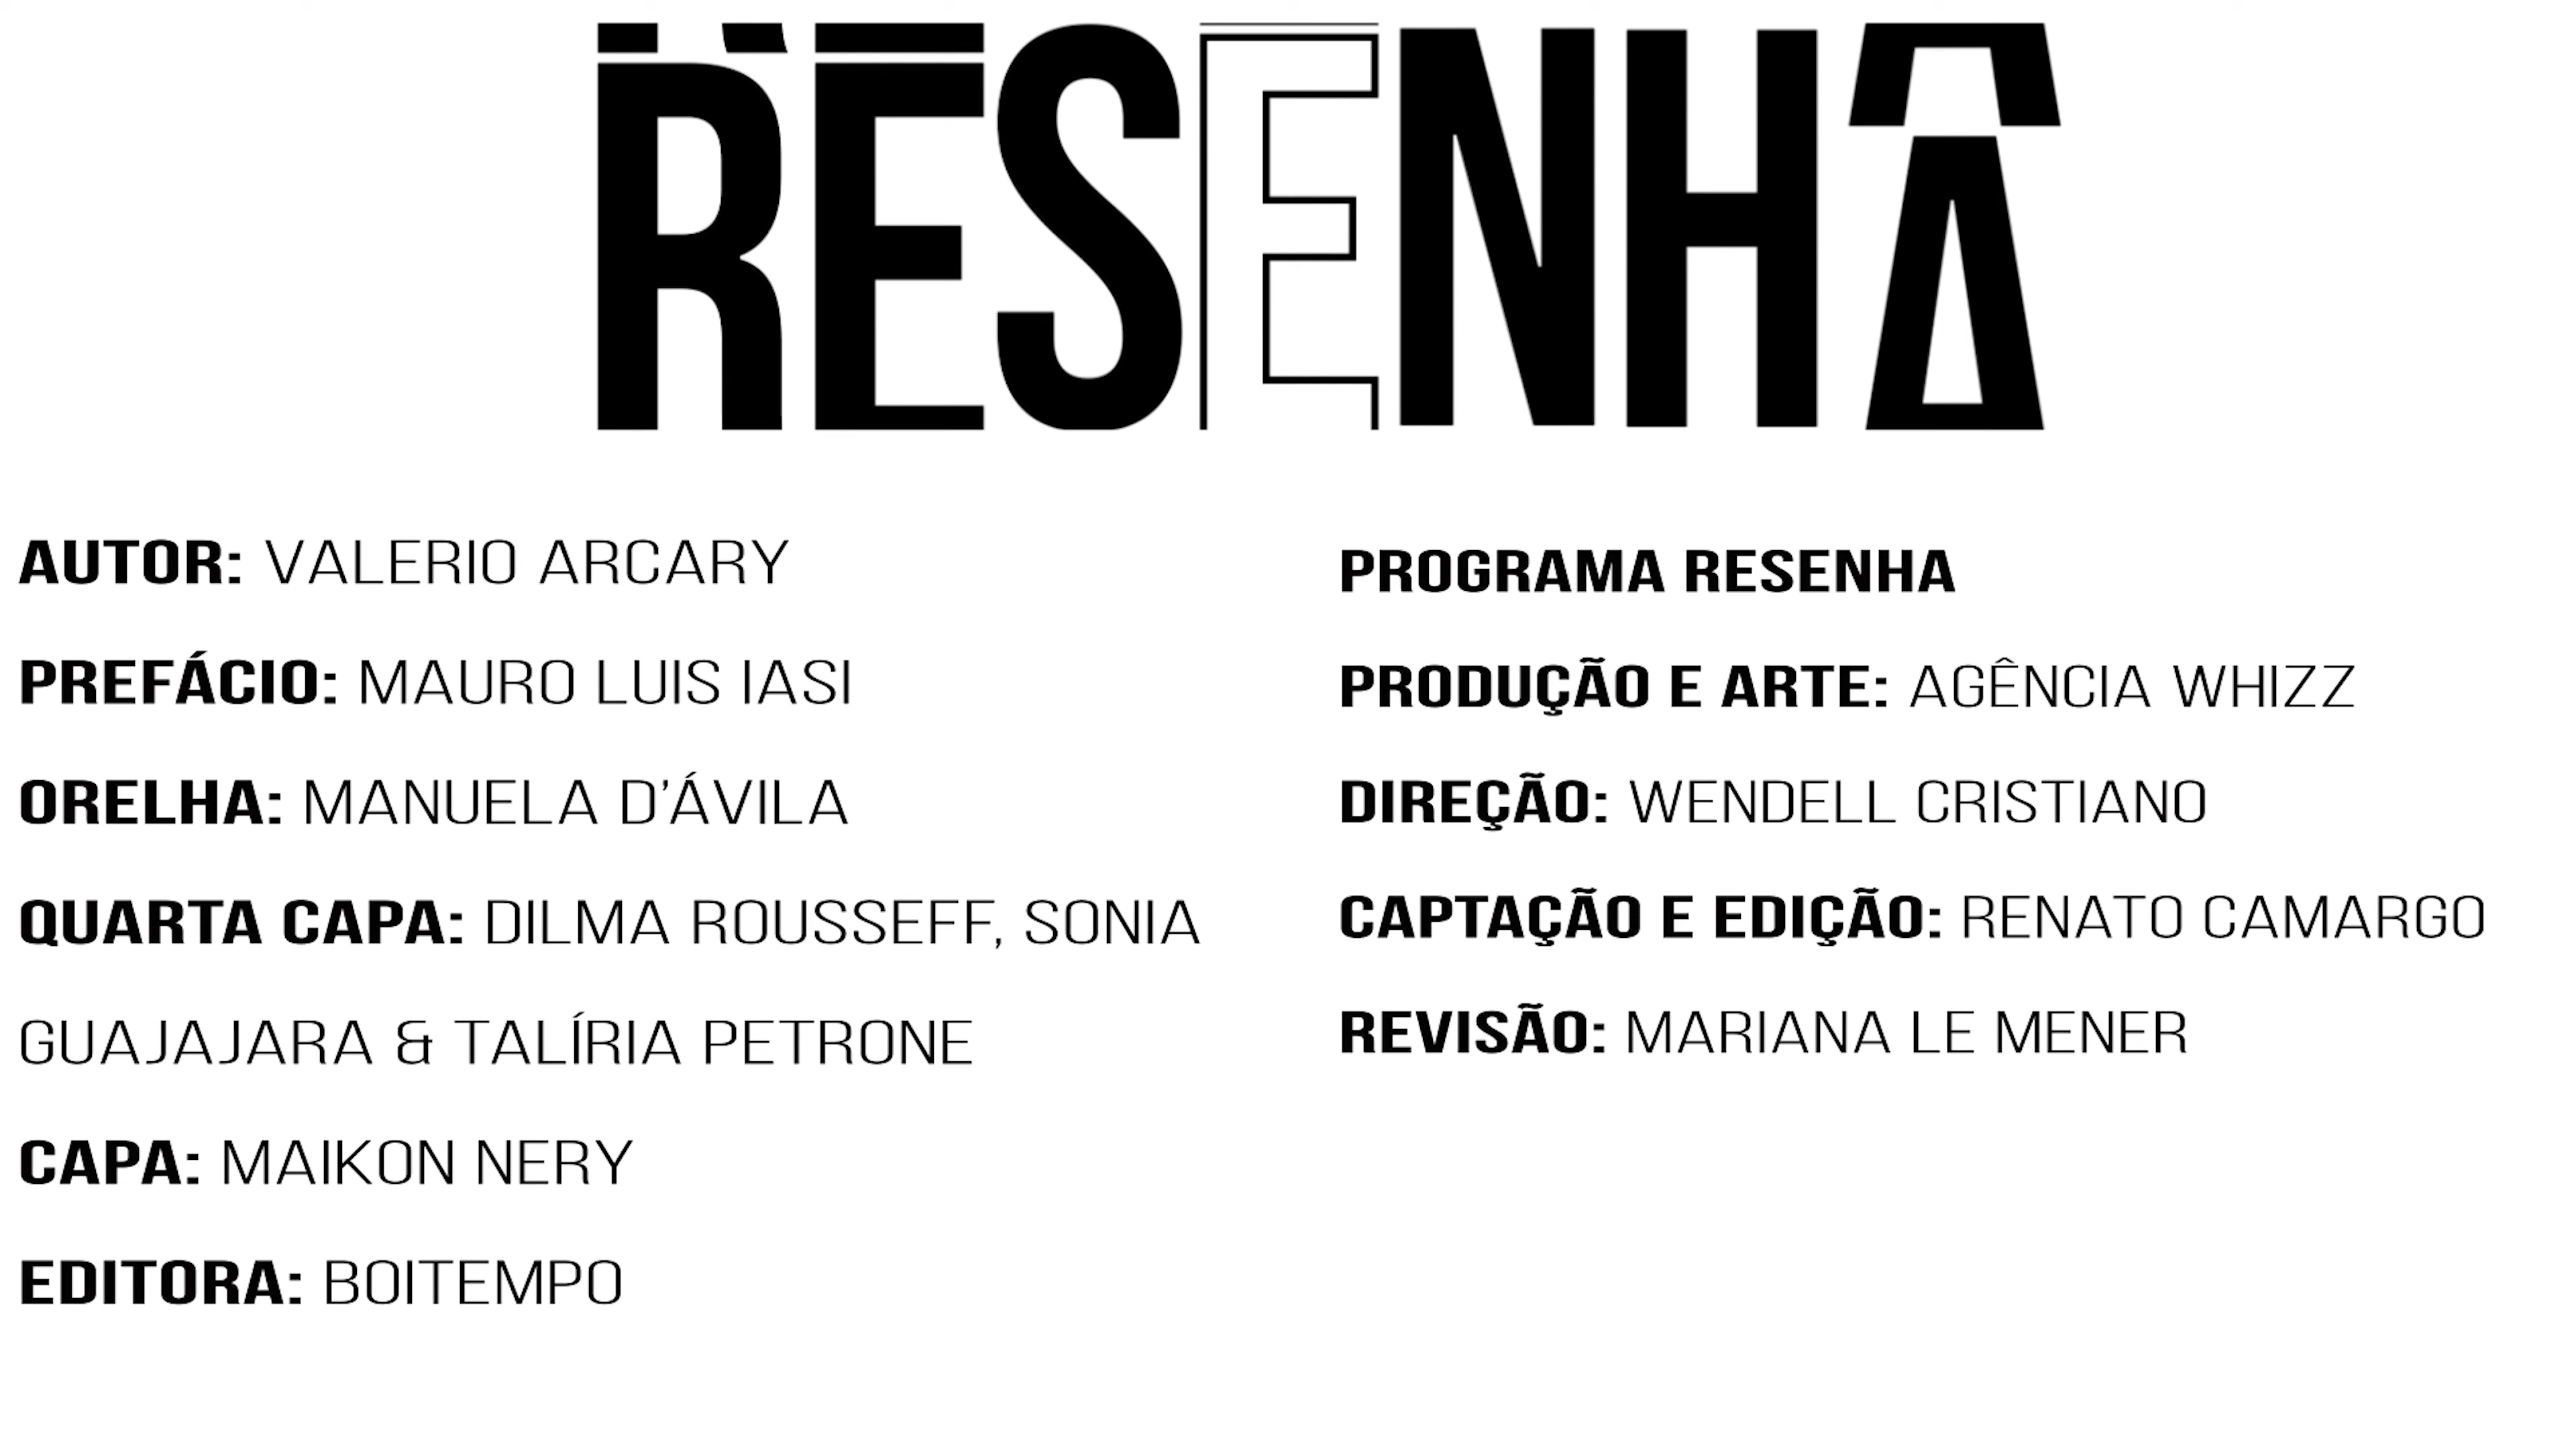 RESENHA
AUTOR: VALERIO ARCARY
PREFÁCIO: MAURO LUIS IASI
ORELHA: MANUELA D’ÁVILA
QUARTA CAPA: DILMA ROUSSEFF, SONIA
GUAJAJARA & TALÍRIA PETRONE
CAPA: MAIKON NERY
EDITORA: BOITEMPO
PROGRAMA RESENHA
PRODUÇÃO E ARTE: AGÊNCIA WHIZZ
DIREÇÃO: WENDELL CRISTIANO
CAPTAÇÃO E EDIÇÃO: RENATO CAMARGO
REVISÃO: MARIANA LE MENER